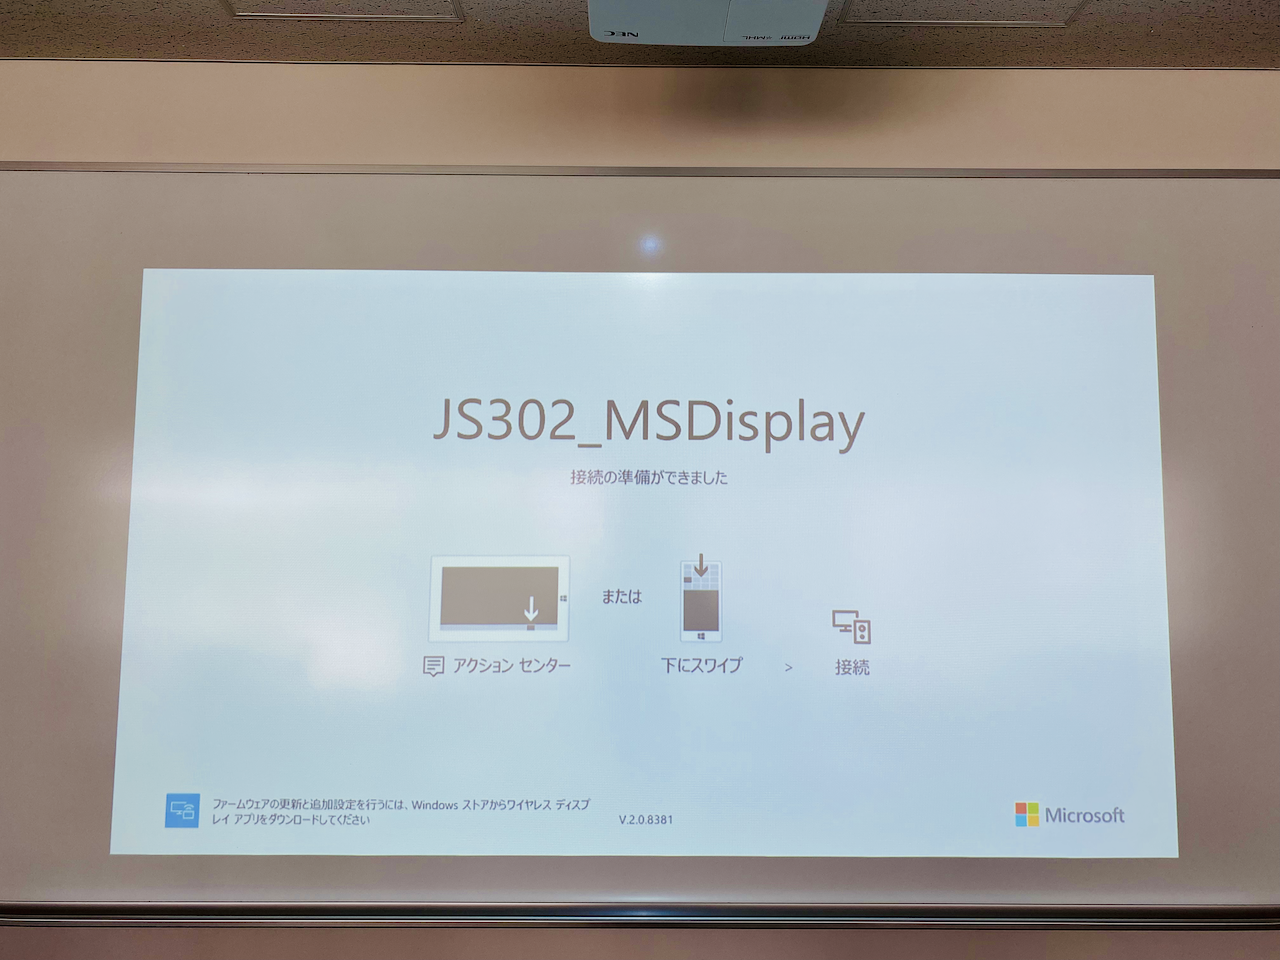 NEC
HDMI MHL
JS302_MSDisplay
接続の準備ができました
または
アクション センター
下にスワイプ
>
接続
ファームウェアの更新と追加設定を行うには、Windows ストアからワイヤレス ディスプ
レイ アプリをダウンロードしてください
V.2.0.8381
Microsoft